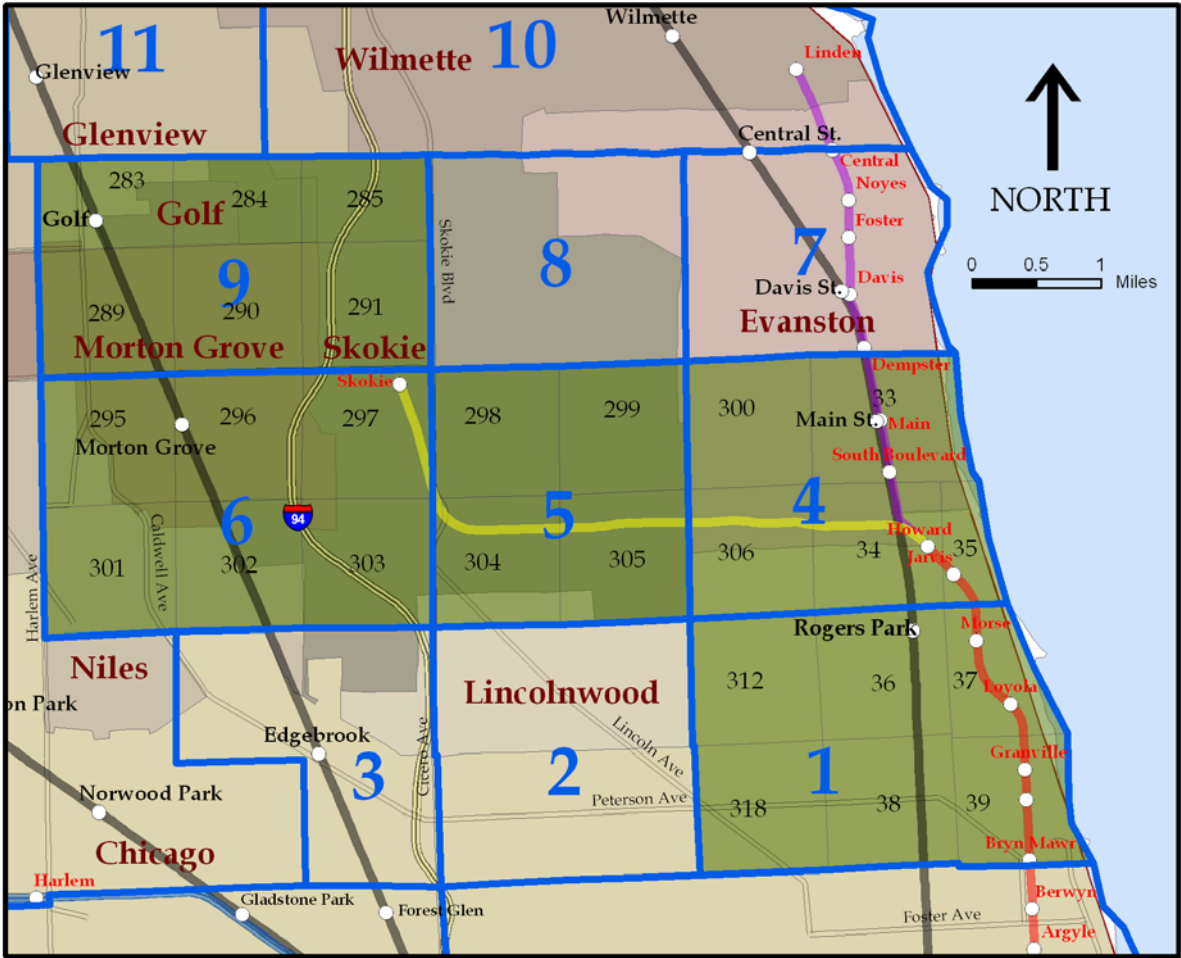 Wilmette
11
10
Linden
Wilmette
Glenview
Glenview
Central St.
Central
283
284
285
Noyes
Golf
Golf
Foster
NORTH
Skokie Blvd
9
8
7
0 0.5 1
Miles
Davis
Davis St.
289
290
291
Evanston
Morton Grove
Skokie
Dempster
Skokie
33
295
296
297
298
299
300
Main St.
Main
Morton Grove
South Boulevard
6
94
5
4
Howard
Caldwell Ave
Harlem Ave
301
302
303
304
305
306
34
35
Jarvis
Rogers Park
Morse
Niles
Lincolnwood
312
36
37
Loyola
on Park
Lincoln Ave
Edgebrook
Cicero Ave
Granville
3
2
1
Norwood Park
Peterson Ave
318
38
39
Chicago
Bryn Mawr
Harlem
Gladstone Park
Forest Glen
Foster Ave
Berwyn
Argyle